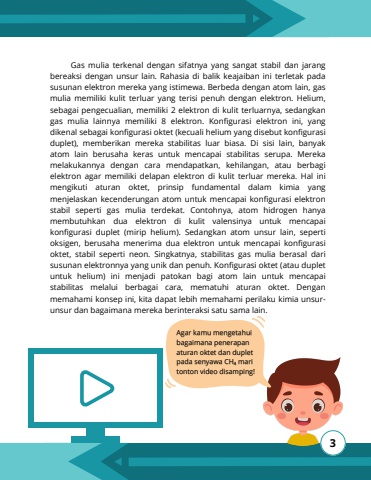 Gas mulia terkenal dengan sifatnya yang sangat stabil dan jarang
bereaksi dengan unsur lain. Rahasia di balik keajaiban ini terletak pada
susunan elektron mereka yang istimewa. Berbeda dengan atom lain, gas
mulia memiliki kulit terluar yang terisi penuh dengan elektron. Helium,
sebagai pengecualian, memiliki 2 elektron di kulit terluarnya, sedangkan
gas mulia lainnya memiliki 8 elektron. Konfigurasi elektron ini, yang
dikenal sebagai konfigurasi oktet (kecuali helium yang disebut konfigurasi
duplet), memberikan mereka stabilitas luar biasa. Di sisi lain, banyak
atom lain berusaha keras untuk mencapai stabilitas serupa. Mereka
melakukannya dengan cara mendapatkan, kehilangan, atau berbagi
elektron agar memiliki delapan elektron di kulit terluar mereka. Hal ini
mengikuti aturan oktet, prinsip fundamental dalam kimia yang
menjelaskan kecenderungan atom untuk mencapai konfigurasi elektron
stabil seperti gas mulia terdekat. Contohnya, atom hidrogen hanya
membutuhkan dua elektron di kulit valensinya untuk mencapai
konfigurasi duplet (mirip helium). Sedangkan atom unsur lain, seperti
oksigen, berusaha menerima dua elektron untuk mencapai konfigurasi
oktet, stabil seperti neon. Singkatnya, stabilitas gas mulia berasal dari
susunan elektronnya yang unik dan penuh. Konfigurasi oktet (atau duplet
untuk helium) ini menjadi patokan bagi atom lain untuk mencapai
stabilitas melalui berbagai cara, mematuhi aturan oktet. Dengan
memahami konsep ini, kita dapat lebih memahami perilaku kimia unsur-
unsur dan bagaimana mereka berinteraksi satu sama lain.
Agar kamu mengetahui
bagaimana penerapan
aturan oktet dan duplet
pada senyawa CH₄ mari
tonton video disamping!
3